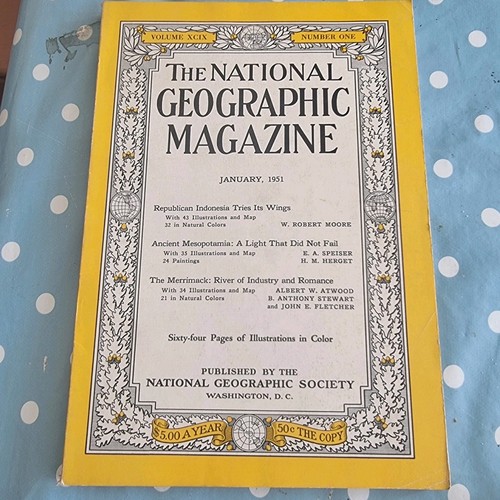 VOLUME XCIX NUMBER ONE
THE NATIONAL
GEOGRAPHIC
MAGAZINE
JANUARY, 1951
Republican Indonesia Tries Its Wings
With 43 Illustrations and Map
32 in Natural Colors W. ROBERT MOORE
Ancient Mesopotamia: A Light That Did Not Fail
With 35 Illustrations and Map E. A. SPEISER
24 Paintings H. M. HERGET
The Merrimack: River of Industry and Romance
With 34 Illustrations and Map ALBERT W. ATWOOD
21 in Natural Colors B. ANTHONY STEWART
and JOHN E. FLETCHER
Sixty-four Pages of Illustrations in Color
PUBLISHED BY THE
NATIONAL GEOGRAPHIC SOCIETY
WASHINGTON, D. C.
$5.00 A YEAR 50¢ THE COPY